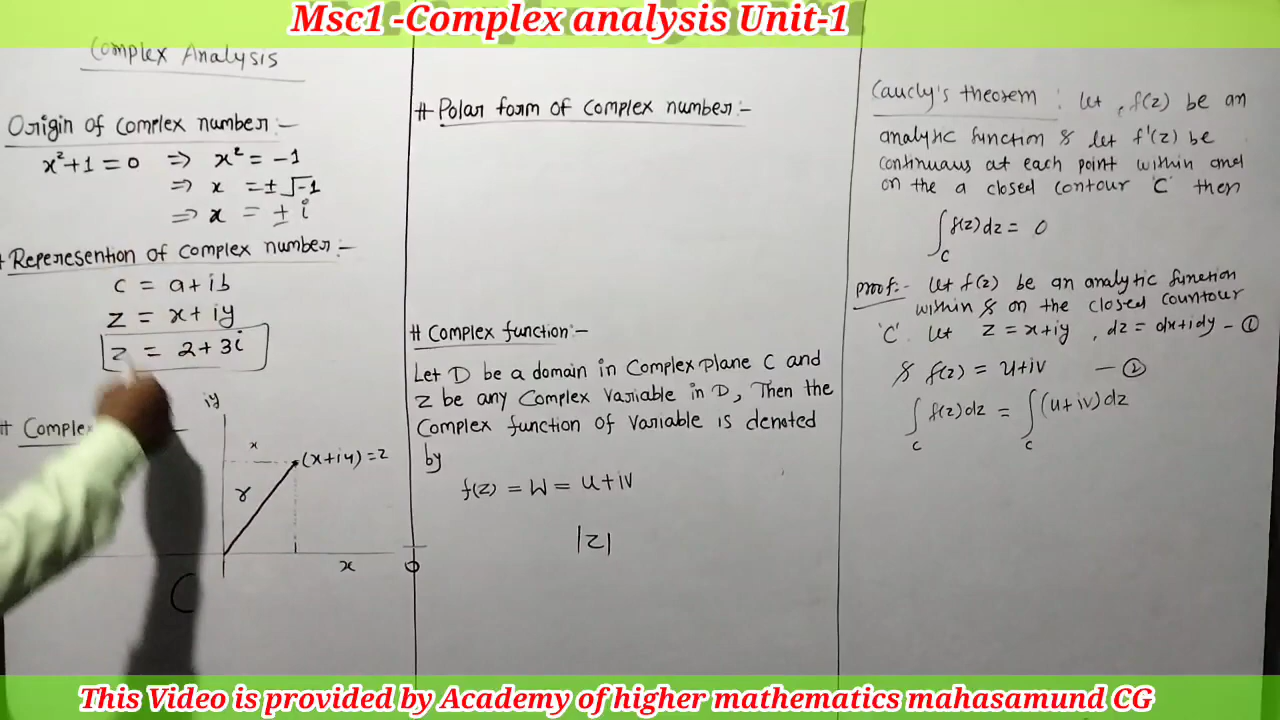 Msc1 -Complex analysis Unit-1
Complex Analysis
Origin of complex number:-
x²+1=0 => x² = -1
=> x = ±√-1
=> x = ± i
# Reperesention of complex number:-
c = a+ib
z = x+iy
z = 2+3i
# Comple
iy
x
(x+iy)=z
r
x
C
# Polar form of complex number:-
# Complex function:-
Let D be a domain in Complex plane C and
z be any Complex variable in D, Then the
Complex function of variable is denoted
by
f(z) = W = u+iv
|z|
Caucly's theorem : let, f(z) be an
analytic function & let f'(z) be
continuous at each point within and
on the a closed contour 'C' then
∫_C f(z)dz = 0
proof:- let f(z) be an analytic function
within & on the closed countour
'C'. let z = x+iy, dz = dx+idy - ①
& f(z) = u+iv — ②
∫_C f(z)dz = ∫_C (u+iv)dz
This Video is provided by Academy of higher mathematics mahasamund CG